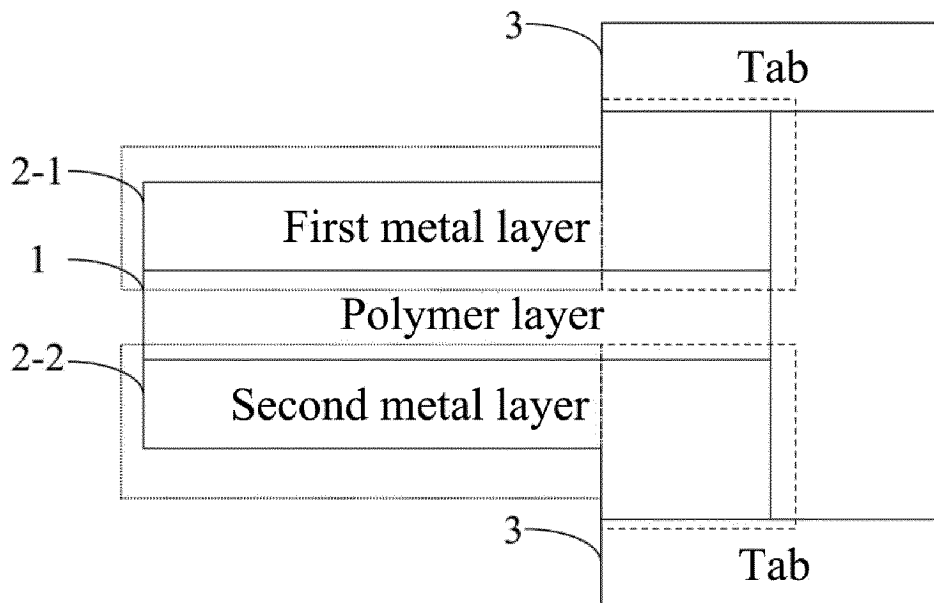 3
Tab
2-1
First metal layer
1
Polymer layer
2-2
Second metal layer
3
Tab